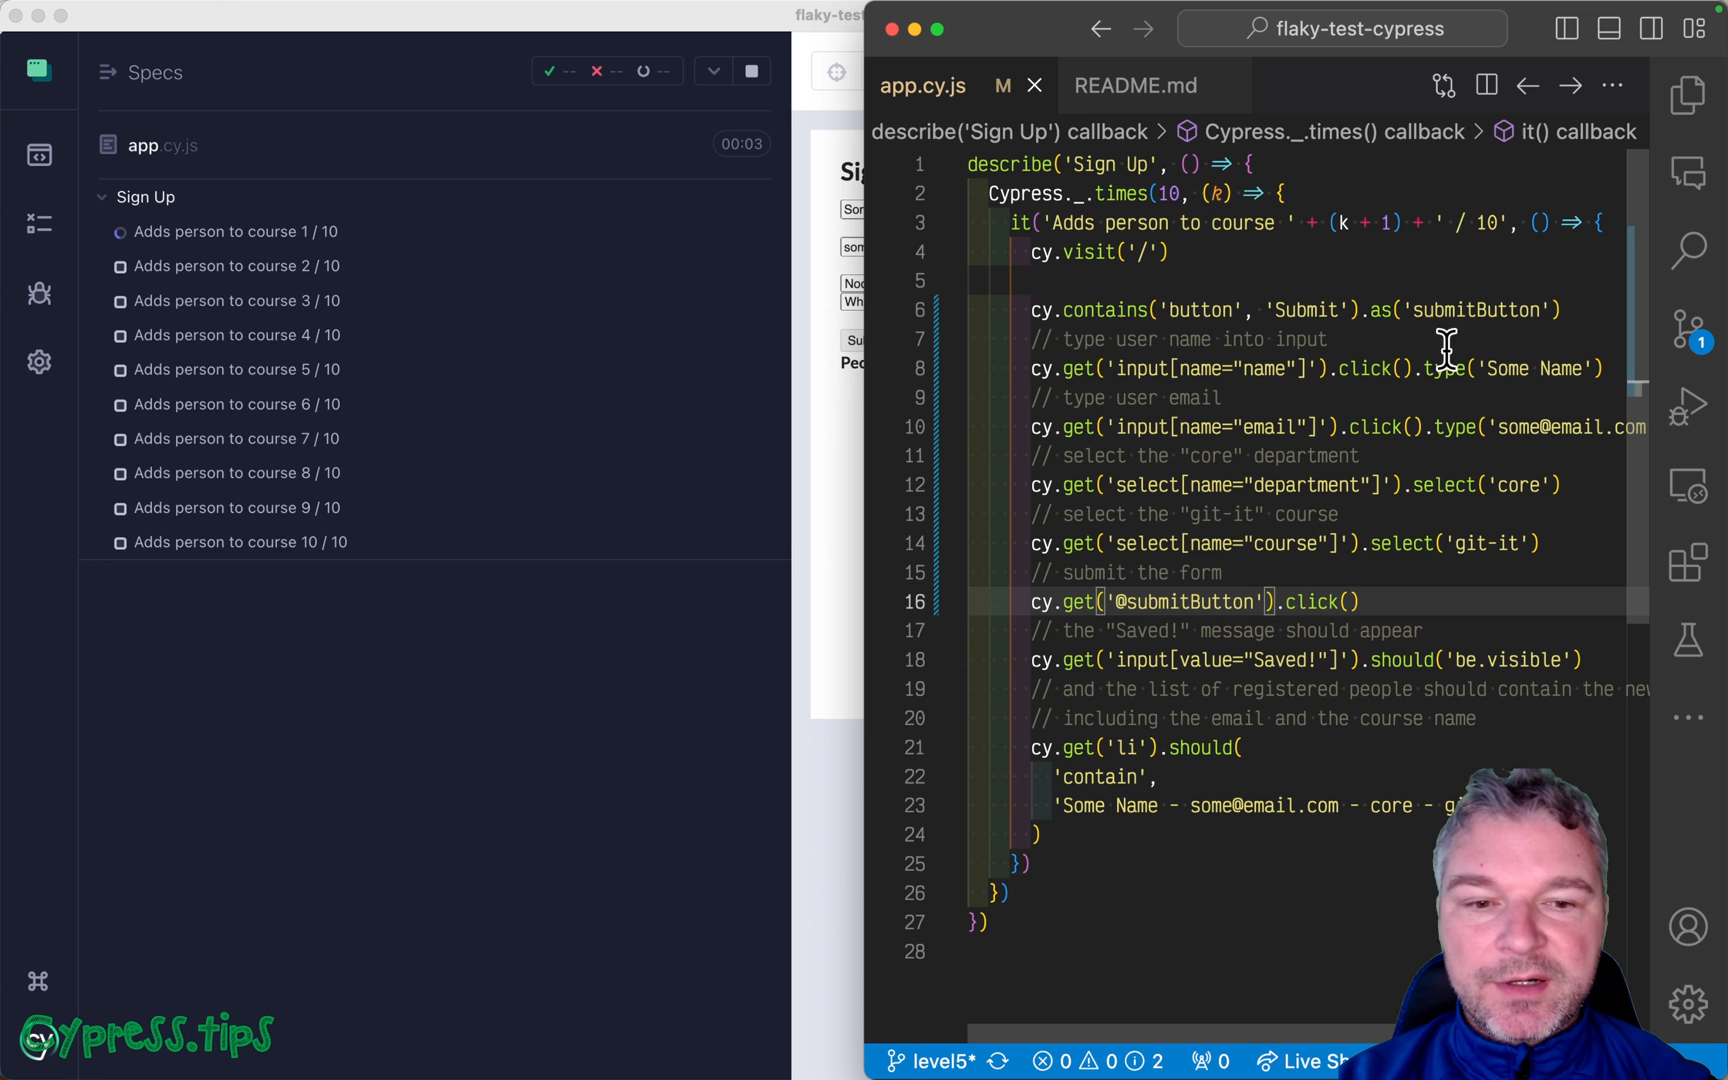 flaky-test
Specs
✓ -- ✕ -- --
app.cy.js
00:03
Sign Up
Adds person to course 1 / 10
Adds person to course 2 / 10
Adds person to course 3 / 10
Adds person to course 4 / 10
Adds person to course 5 / 10
Adds person to course 6 / 10
Adds person to course 7 / 10
Adds person to course 8 / 10
Adds person to course 9 / 10
Adds person to course 10 / 10
Cypress.tips
Som
som
Peo
flaky-test-cypress
app.cy.js M
README.md
describe('Sign Up') callback > Cypress._.times() callback > it() callback
1 describe('Sign Up', () => {
2 Cypress._.times(10, (k) => {
3 it('Adds person to course ' + (k + 1) + ' / 10', () => {
4 cy.visit('/')
5
6 cy.contains('button', 'Submit').as('submitButton')
7 // type user name into input
8 cy.get('input[name="name"]').click().type('Some Name')
9 // type user email
10 cy.get('input[name="email"]').click().type('some@email.com
11 // select the "core" department
12 cy.get('select[name="department"]').select('core')
13 // select the "git-it" course
14 cy.get('select[name="course"]').select('git-it')
15 // submit the form
16 cy.get('@submitButton').click()
17 // the "Saved!" message should appear
18 cy.get('input[value="Saved!"]').should('be.visible')
19 // and the list of registered people should contain the new
20 // including the email and the course name
21 cy.get('li').should(
22 'contain',
23 'Some Name - some@email.com - core - g
24 )
25 })
26 })
27 })
28
1
level5* 0 0 2 0 Live Sh